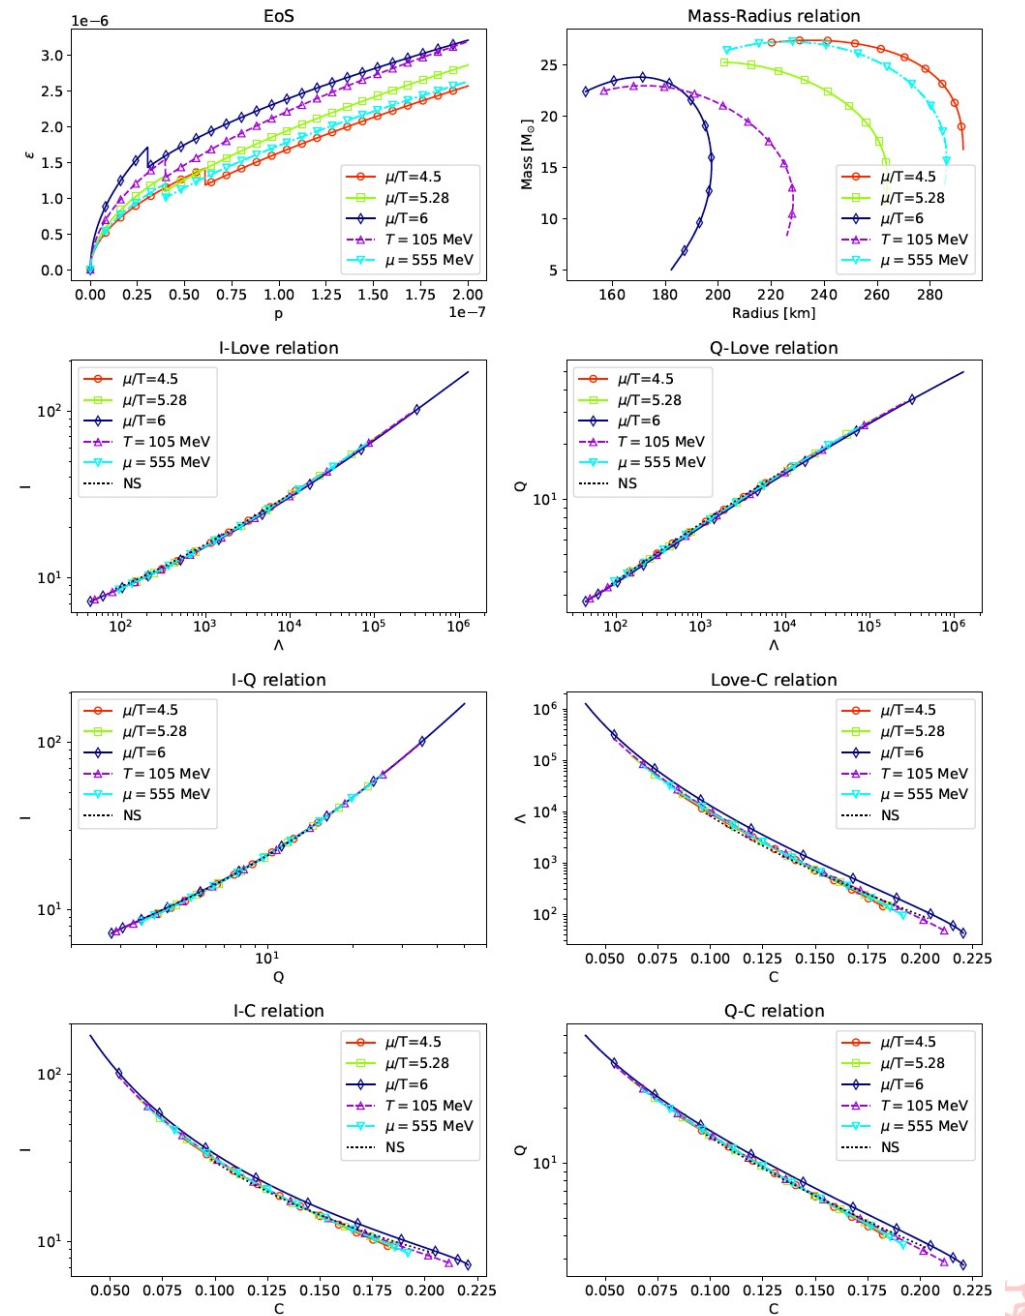 EoS
1e−6
3.0
2.5
2.0
1.5
1.0
0.5
0.0
ε
0.00 0.25 0.50 0.75 1.00 1.25 1.50 1.75 2.00
p
1e−7
μ/T=4.5
μ/T=5.28
μ/T=6
T = 105 MeV
μ = 555 MeV
Mass-Radius relation
25
20
15
10
5
Mass [M⊙]
160 180 200 220 240 260 280
Radius [km]
μ/T=4.5
μ/T=5.28
μ/T=6
T = 105 MeV
μ = 555 MeV
I-Love relation
10²
10¹
I
10² 10³ 10⁴ 10⁵ 10⁶
Λ
μ/T=4.5
μ/T=5.28
μ/T=6
T = 105 MeV
μ = 555 MeV
NS
Q-Love relation
10¹
Q
10² 10³ 10⁴ 10⁵ 10⁶
Λ
μ/T=4.5
μ/T=5.28
μ/T=6
T = 105 MeV
μ = 555 MeV
NS
I-Q relation
10²
10¹
I
10¹
Q
μ/T=4.5
μ/T=5.28
μ/T=6
T = 105 MeV
μ = 555 MeV
NS
Love-C relation
10⁶
10⁵
10⁴
10³
10²
Λ
0.050 0.075 0.100 0.125 0.150 0.175 0.200 0.225
C
μ/T=4.5
μ/T=5.28
μ/T=6
T = 105 MeV
μ = 555 MeV
NS
I-C relation
10²
10¹
I
0.050 0.075 0.100 0.125 0.150 0.175 0.200 0.225
C
μ/T=4.5
μ/T=5.28
μ/T=6
T = 105 MeV
μ = 555 MeV
NS
Q-C relation
10¹
Q
0.050 0.075 0.100 0.125 0.150 0.175 0.200 0.225
C
μ/T=4.5
μ/T=5.28
μ/T=6
T = 105 MeV
μ = 555 MeV
NS